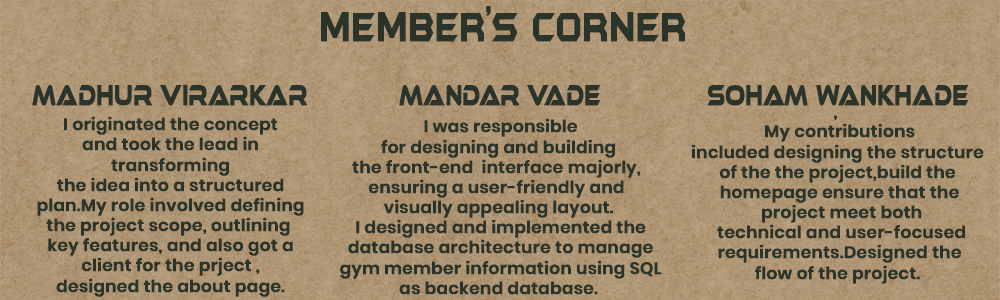 MEMBER'S CORNER
MADHUR VIRARKAR
I originated the concept
and took the lead in
transforming
the idea into a structured
plan.My role involved defining
the project scope, outlining
key features, and also got a
client for the prject ,
designed the about page.
MANDAR VADE
I was responsible
for designing and building
the front-end interface majorly,
ensuring a user-friendly and
visually appealing layout.
I designed and implemented the
database architecture to manage
gym member information using SQL
as backend database.
SOHAM WANKHADE
,
My contributions
included designing the structure
of the the project,build the
homepage ensure that the
project meet both
technical and user-focused
requirements.Designed the
flow of the project.